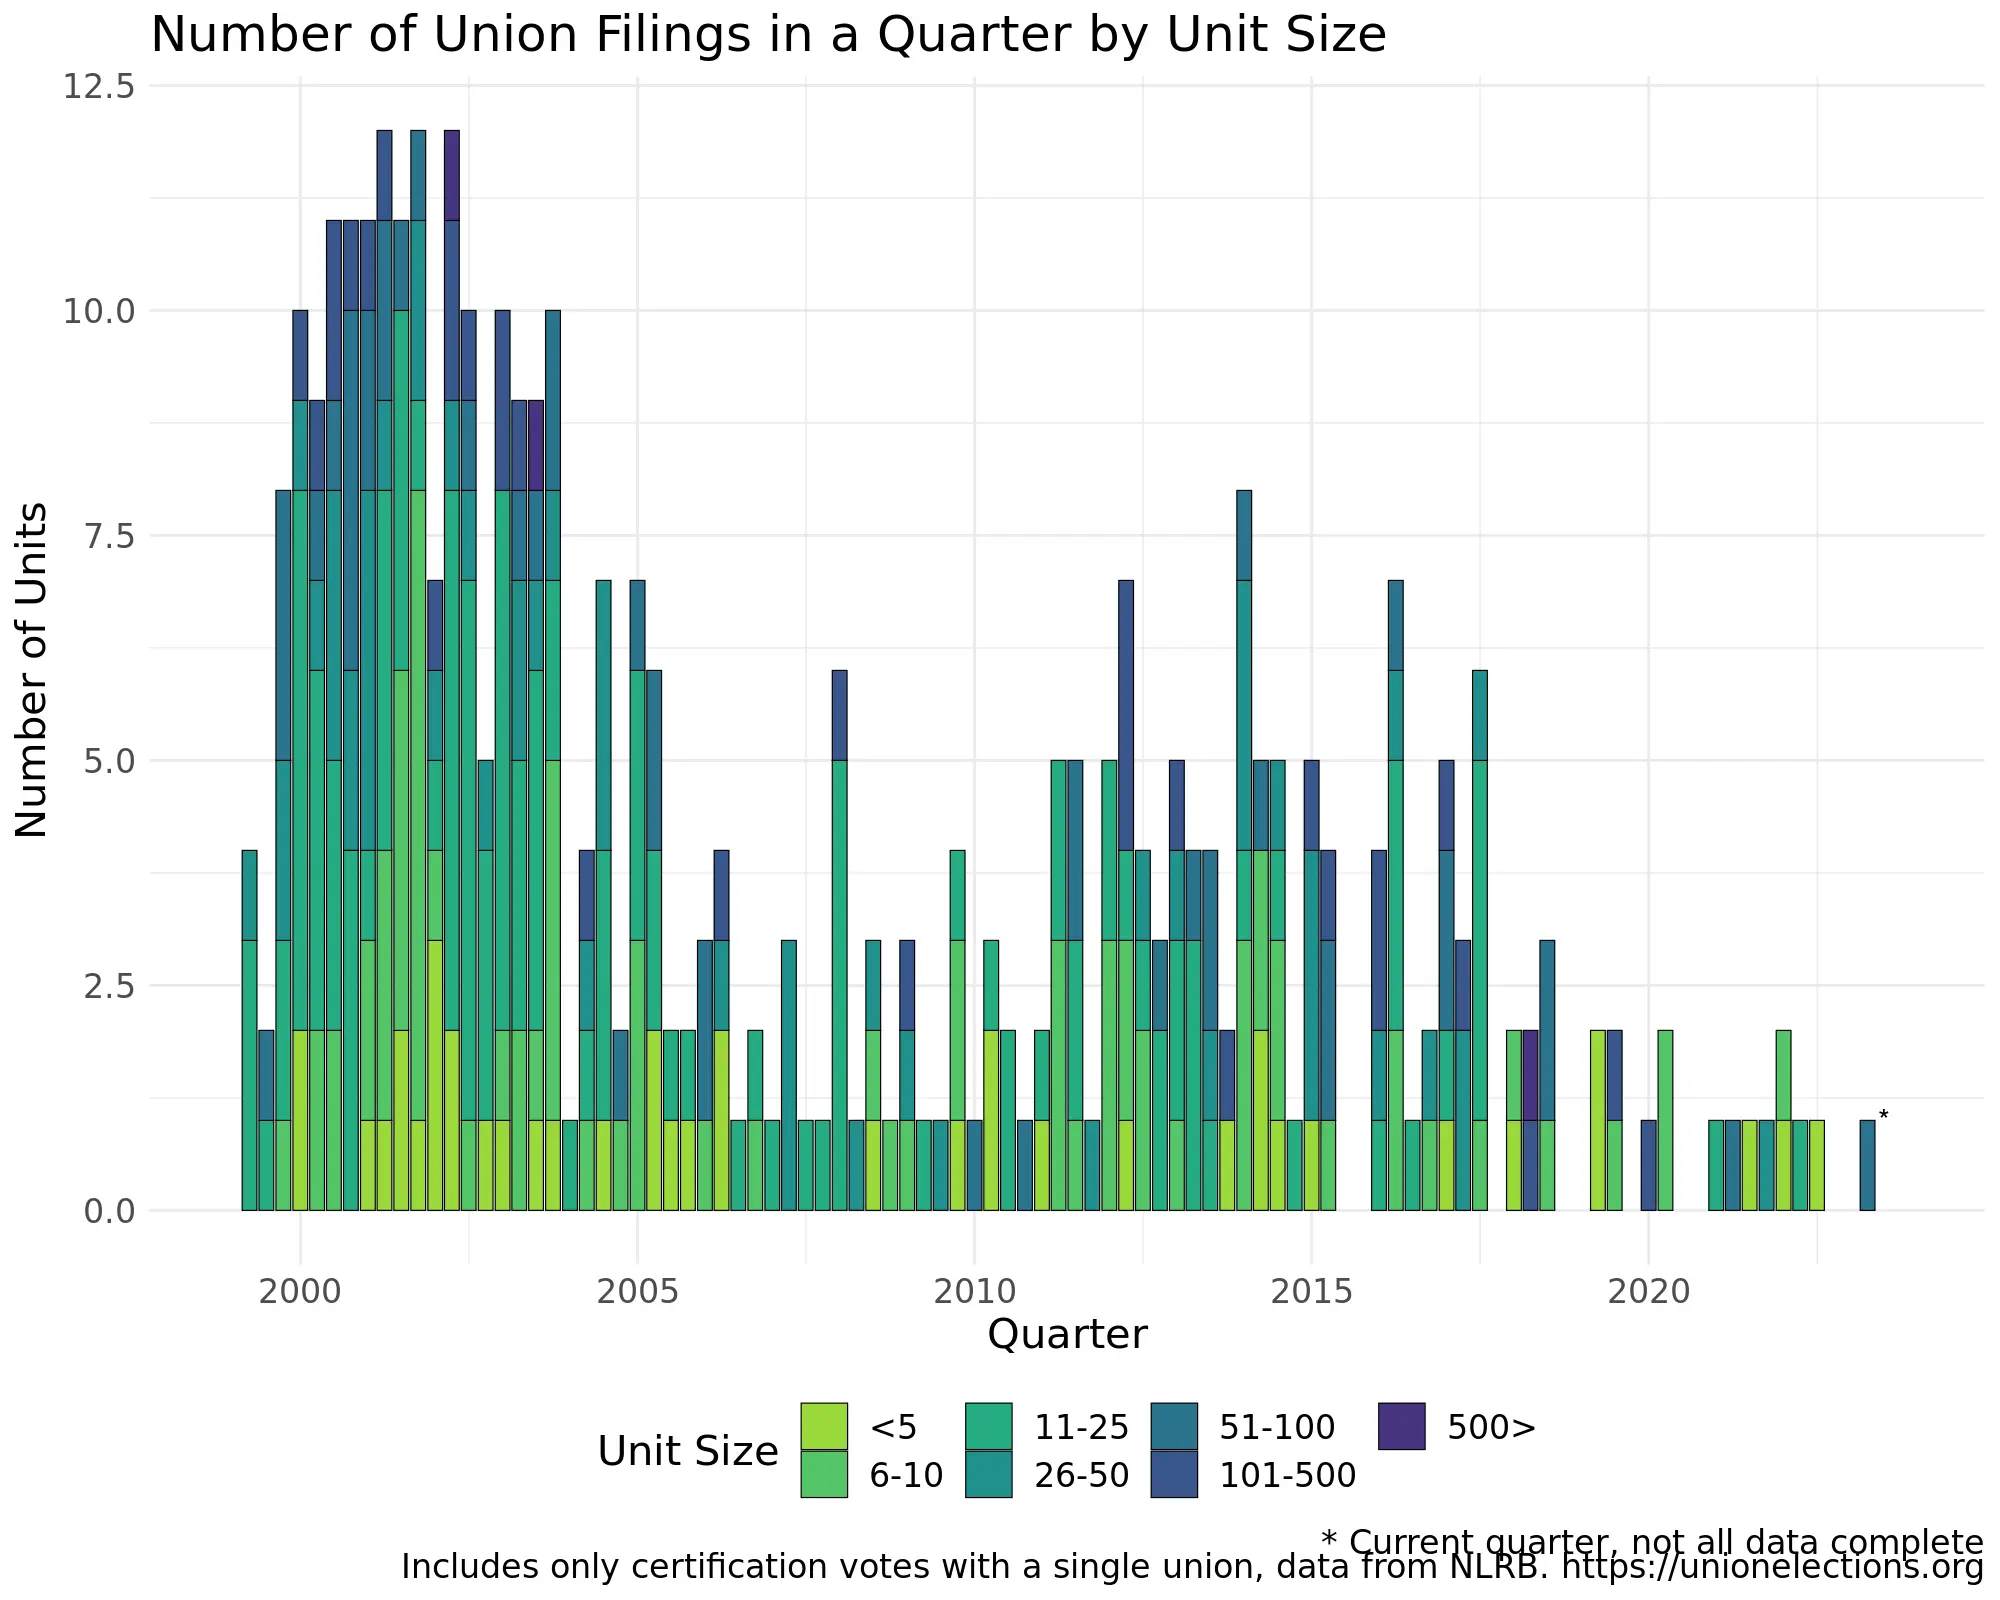 Number of Union Filings in a Quarter by Unit Size
12.5
10.0
7.5
5.0
2.5
0.0
Number of Units
*
2000 2005 2010 2015 2020
Quarter
Unit Size
<5 11-25 51-100 500>
6-10 26-50 101-500
* Current quarter, not all data complete
Includes only certification votes with a single union, data from NLRB. https://unionelections.org